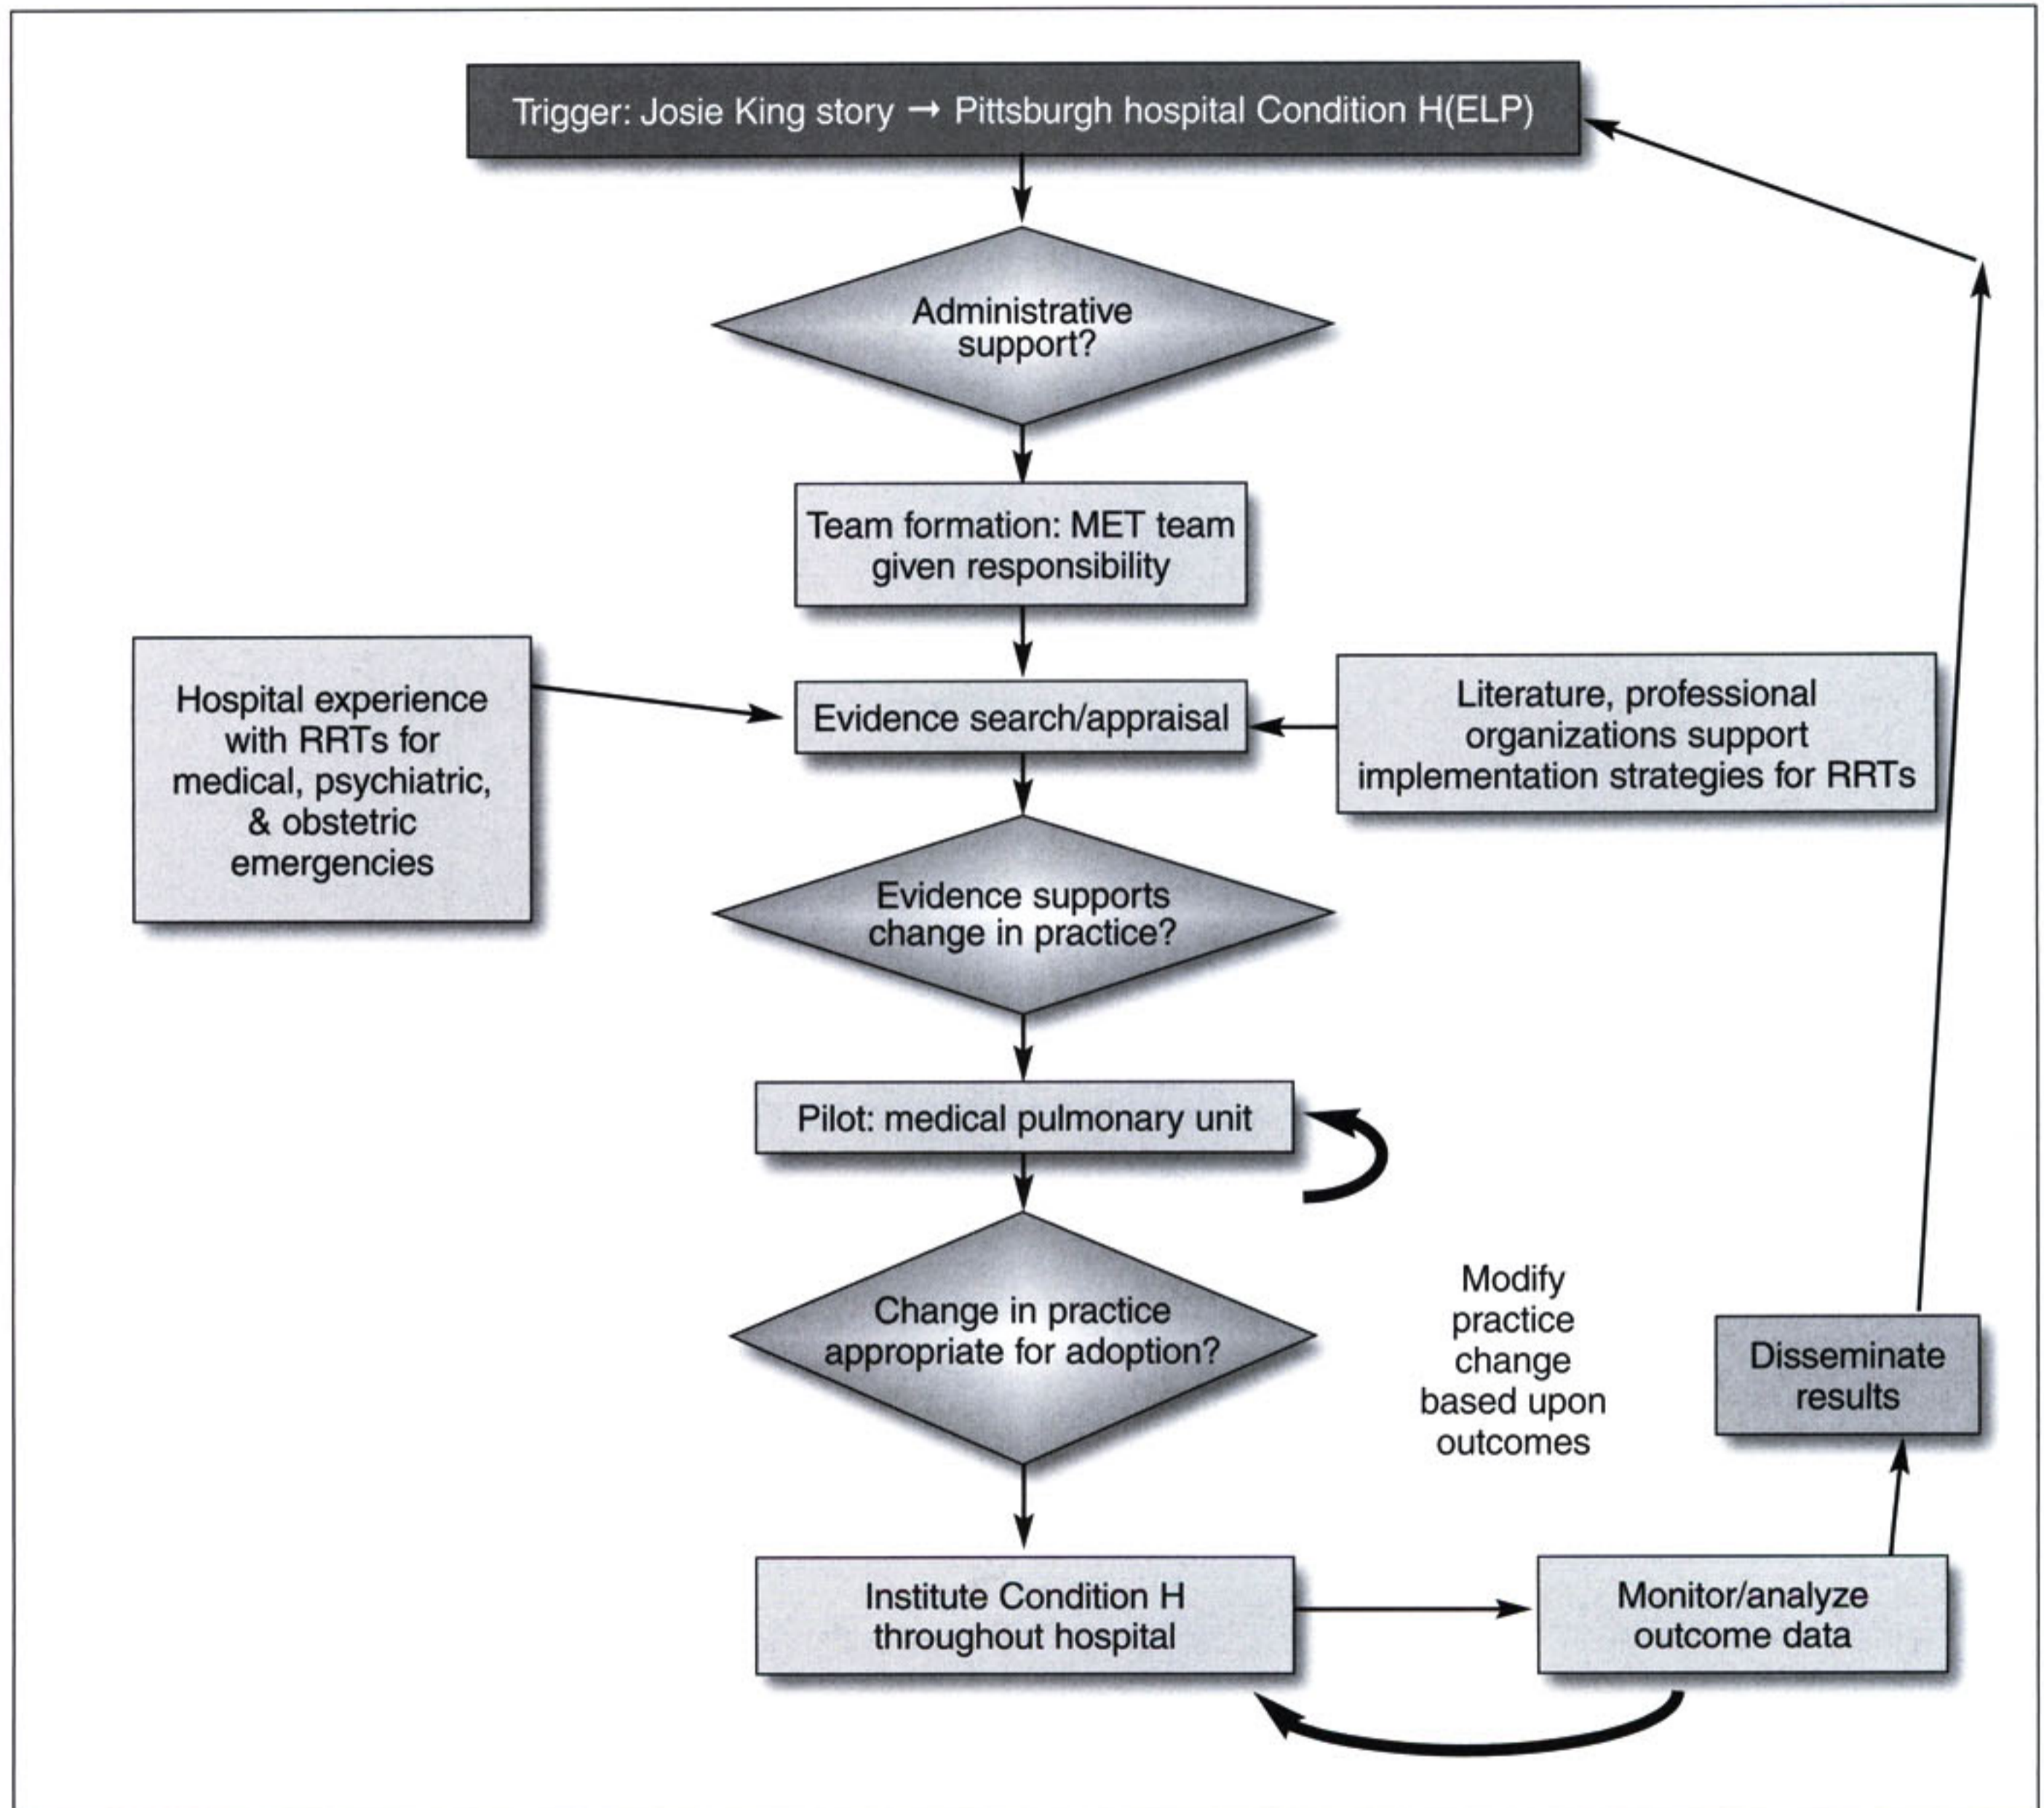 Trigger: Josie King story → Pittsburgh hospital Condition H(ELP)
Administrative
support?
Team formation: MET team
given responsibility
Hospital experience
with RRTs for
medical, psychiatric,
& obstetric
emergencies
Evidence search/appraisal
Literature, professional
organizations support
implementation strategies for RRTs
Evidence supports
change in practice?
Pilot: medical pulmonary unit
Change in practice
appropriate for adoption?
Modify
practice
change
based upon
outcomes
Disseminate
results
Institute Condition H
throughout hospital
Monitor/analyze
outcome data